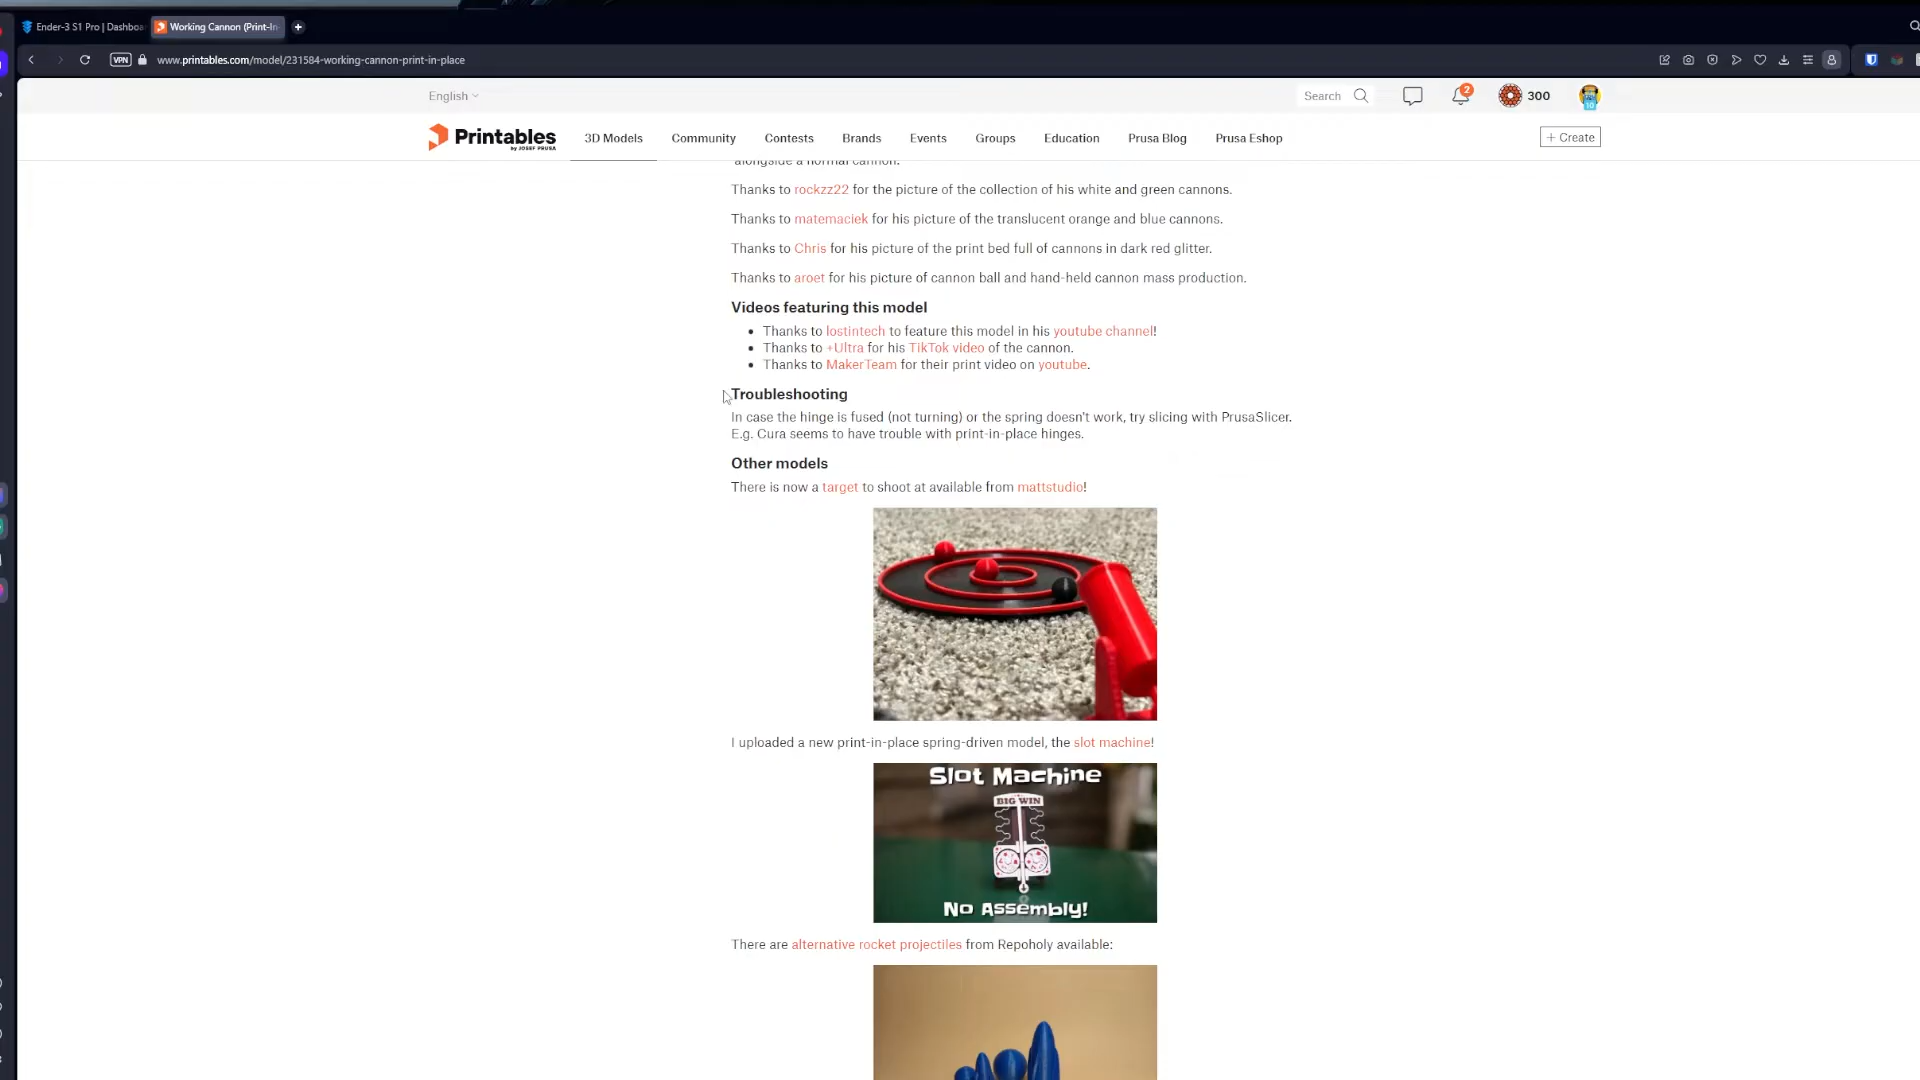 Ender-3 S1 Pro | Dashboa
Working Cannon (Print-In-
VPN
www.printables.com/model/231584-working-cannon-print-in-place
English
Search
2
300
10
Printables
by JOSEF PRUSA
3D Models
Community
Contests
Brands
Events
Groups
Education
Prusa Blog
Prusa Eshop
+ Create
alongside a normal cannon.
Thanks to rockzz22 for the picture of the collection of his white and green cannons.
Thanks to matemaciek for his picture of the translucent orange and blue cannons.
Thanks to Chris for his picture of the print bed full of cannons in dark red glitter.
Thanks to aroet for his picture of cannon ball and hand-held cannon mass production.
Videos featuring this model
Thanks to lostintech to feature this model in his youtube channel!
Thanks to +Ultra for his TikTok video of the cannon.
Thanks to MakerTeam for their print video on youtube.
Troubleshooting
In case the hinge is fused (not turning) or the spring doesn't work, try slicing with PrusaSlicer.
E.g. Cura seems to have trouble with print-in-place hinges.
Other models
There is now a target to shoot at available from mattstudio!
I uploaded a new print-in-place spring-driven model, the slot machine!
Slot Machine
BIG WIN
No Assembly!
There are alternative rocket projectiles from Repoholy available: